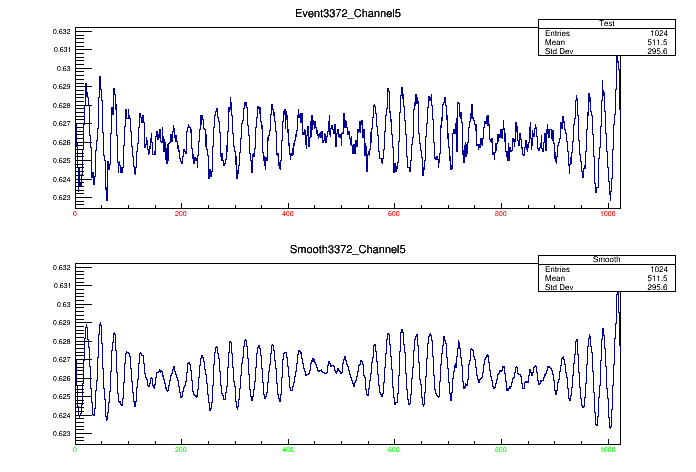 Event3372_Channel5
Test
Entries 1024
Mean 511.5
Std Dev 295.6
0.632
0.631
0.63
0.629
0.628
0.627
0.626
0.625
0.624
0.623
0 200 400 600 800 1000
Smooth3372_Channel5
Smooth
Entries 1024
Mean 511.5
Std Dev 295.6
0.632
0.631
0.63
0.629
0.628
0.627
0.626
0.625
0.624
0.623
0 200 400 600 800 1000